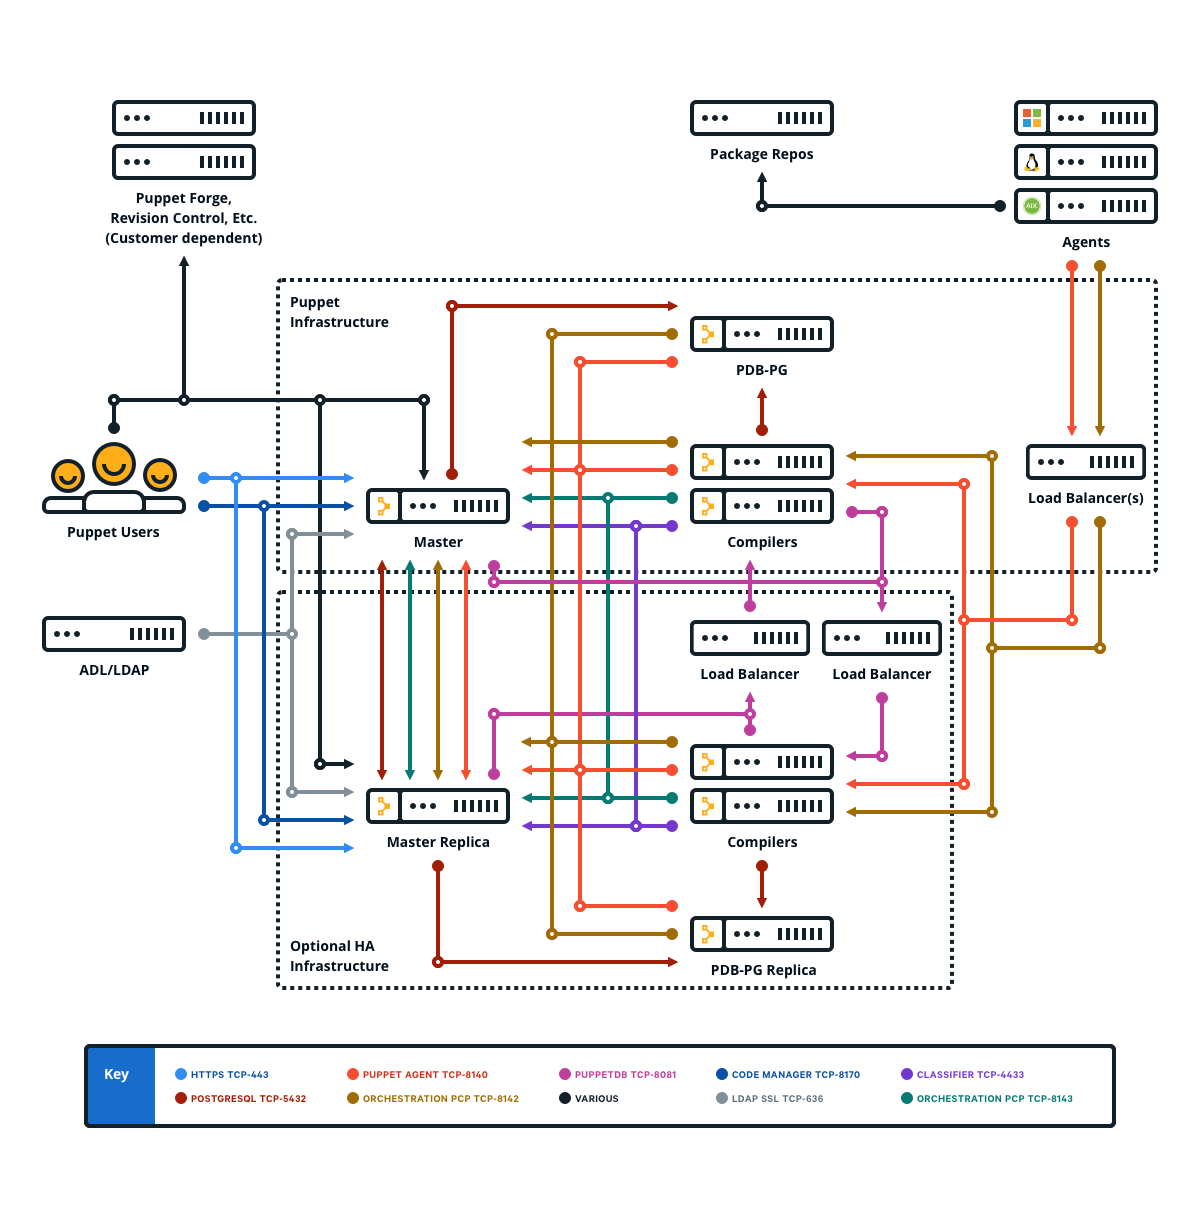 Package Repos
Puppet Forge,
Revision Control, Etc.
(Customer dependent)
AIX
Agents
Puppet
Infrastructure
PDB-PG
Load Balancer(s)
Puppet Users
Master
Compilers
ADL/LDAP
Load Balancer
Load Balancer
Master Replica
Compilers
Optional HA
Infrastructure
PDB-PG Replica
Key
HTTPS TCP-443
PUPPET AGENT TCP-8140
PUPPETDB TCP-8081
CODE MANAGER TCP-8170
CLASSIFIER TCP-4433
POSTGRESQL TCP-5432
ORCHESTRATION PCP TCP-8142
VARIOUS
LDAP SSL TCP-636
ORCHESTRATION PCP TCP-8143